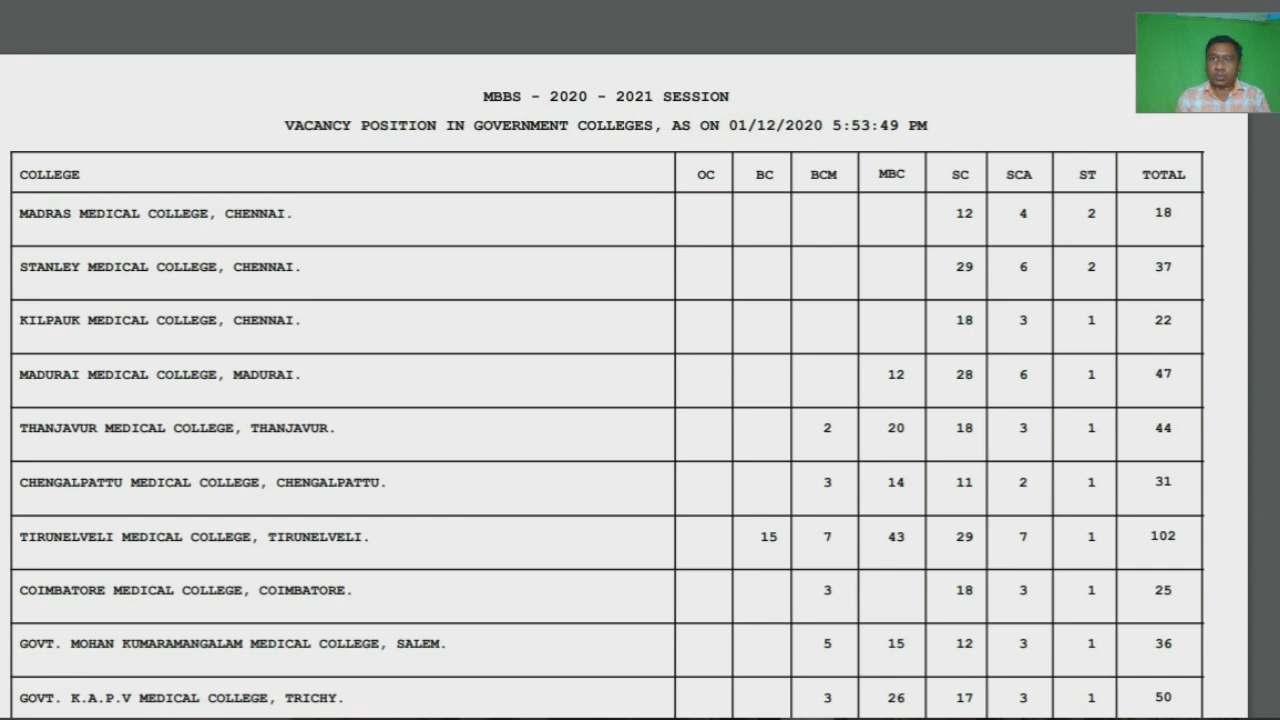 MBBS - 2020 - 2021 SESSION
VACANCY POSITION IN GOVERNMENT COLLEGES, AS ON 01/12/2020 5:53:49 PM
COLLEGE OC BC BCM MBC SC SCA ST TOTAL
MADRAS MEDICAL COLLEGE, CHENNAI. 12 4 2 18
STANLEY MEDICAL COLLEGE, CHENNAI. 29 6 2 37
KILPAUK MEDICAL COLLEGE, CHENNAI. 18 3 1 22
MADURAI MEDICAL COLLEGE, MADURAI. 12 28 6 1 47
THANJAVUR MEDICAL COLLEGE, THANJAVUR. 2 20 18 3 1 44
CHENGALPATTU MEDICAL COLLEGE, CHENGALPATTU. 3 14 11 2 1 31
TIRUNELVELI MEDICAL COLLEGE, TIRUNELVELI. 15 7 43 29 7 1 102
COIMBATORE MEDICAL COLLEGE, COIMBATORE. 3 18 3 1 25
GOVT. MOHAN KUMARAMANGALAM MEDICAL COLLEGE, SALEM. 5 15 12 3 1 36
GOVT. K.A.P.V MEDICAL COLLEGE, TRICHY. 3 26 17 3 1 50